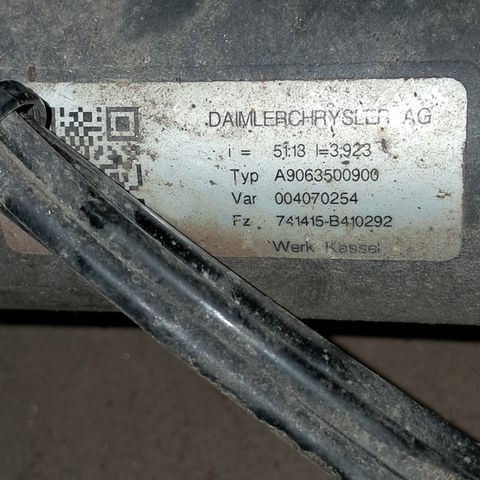 DAIMLERCHRYSLER AG
i = 51:13 I=3,923
Typ A9063500900
Var 004070254
Fz 741415-B410292
Werk Kassel